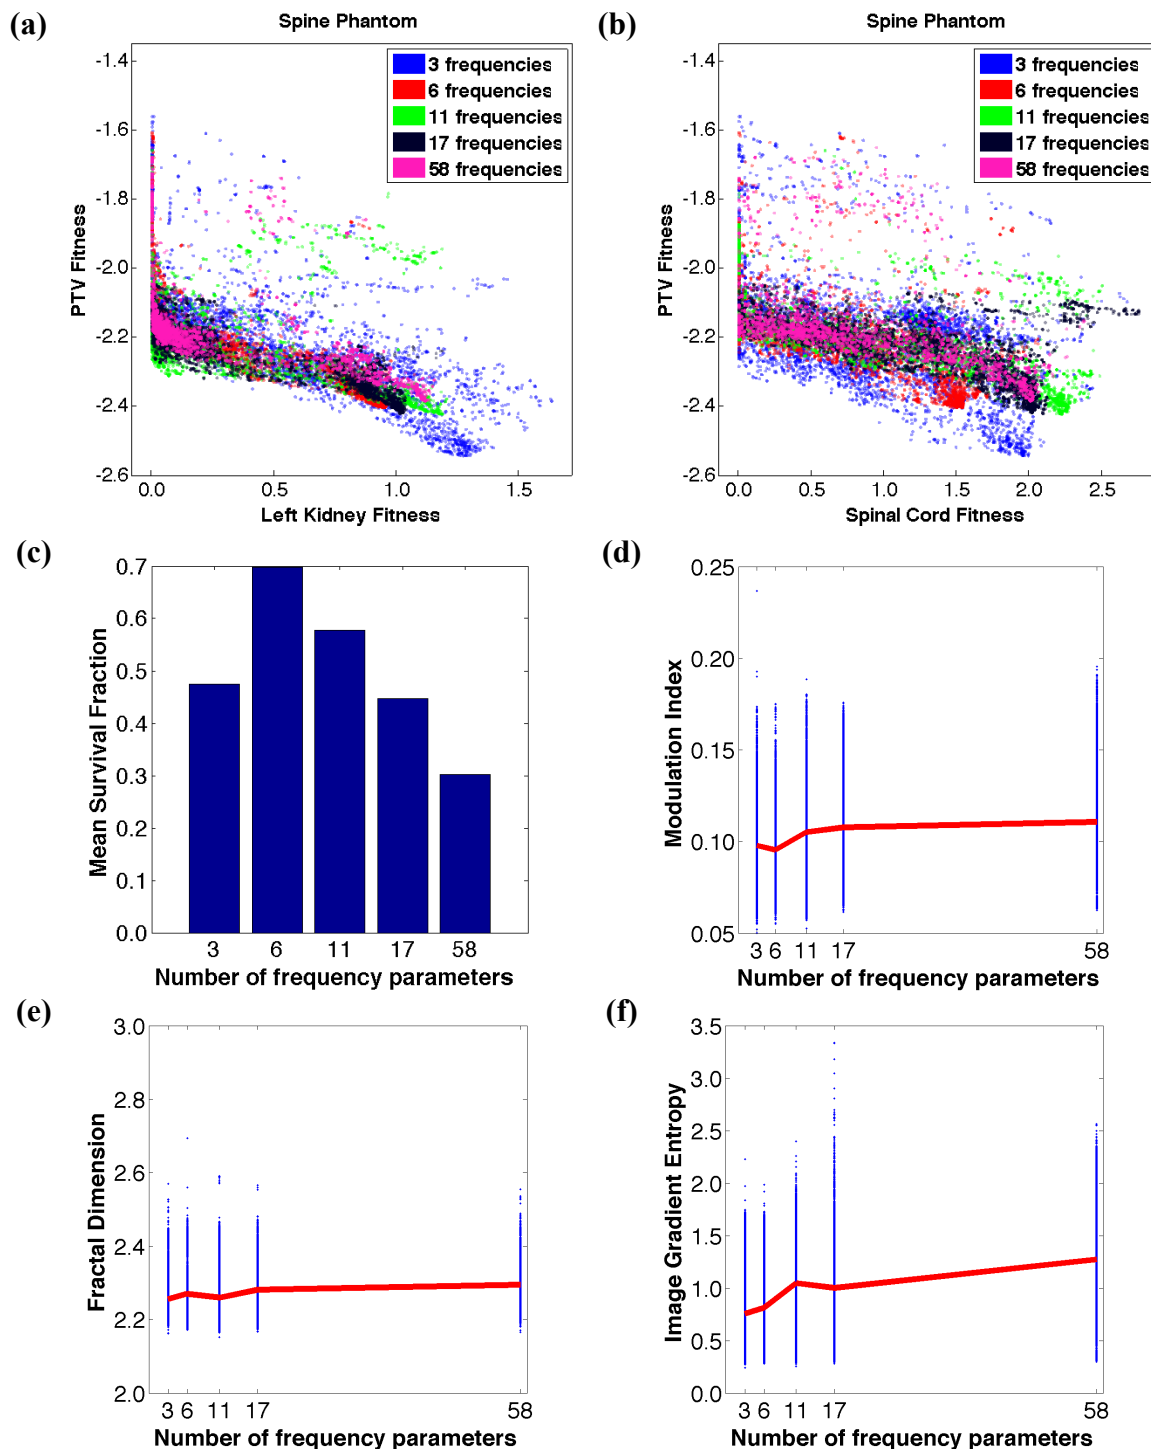 (a)
Spine Phantom
3 frequencies
6 frequencies
11 frequencies
17 frequencies
58 frequencies
-1.4
-1.6
-1.8
-2.0
-2.2
-2.4
-2.6
PTV Fitness
0.0 0.5 1.0 1.5
Left Kidney Fitness
(b)
Spine Phantom
3 frequencies
6 frequencies
11 frequencies
17 frequencies
58 frequencies
-1.4
-1.6
-1.8
-2.0
-2.2
-2.4
-2.6
PTV Fitness
0.0 0.5 1.0 1.5 2.0 2.5
Spinal Cord Fitness
(c)
0.7
0.6
0.5
0.4
0.3
0.2
0.1
0.0
Mean Survival Fraction
3 6 11 17 58
Number of frequency parameters
(d)
0.25
0.20
0.15
0.10
0.05
Modulation Index
3 6 11 17 58
Number of frequency parameters
(e)
3.0
2.8
2.6
2.4
2.2
2.0
Fractal Dimension
3 6 11 17 58
Number of frequency parameters
(f)
3.5
3.0
2.5
2.0
1.5
1.0
0.5
0.0
Image Gradient Entropy
3 6 11 17 58
Number of frequency parameters